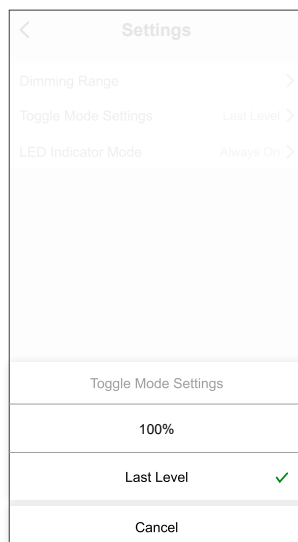 Settings
Dimming Range
Toggle Mode Settings Last Level
LED Indicator Mode Always On
Toggle Mode Settings
100%
Last Level
Cancel